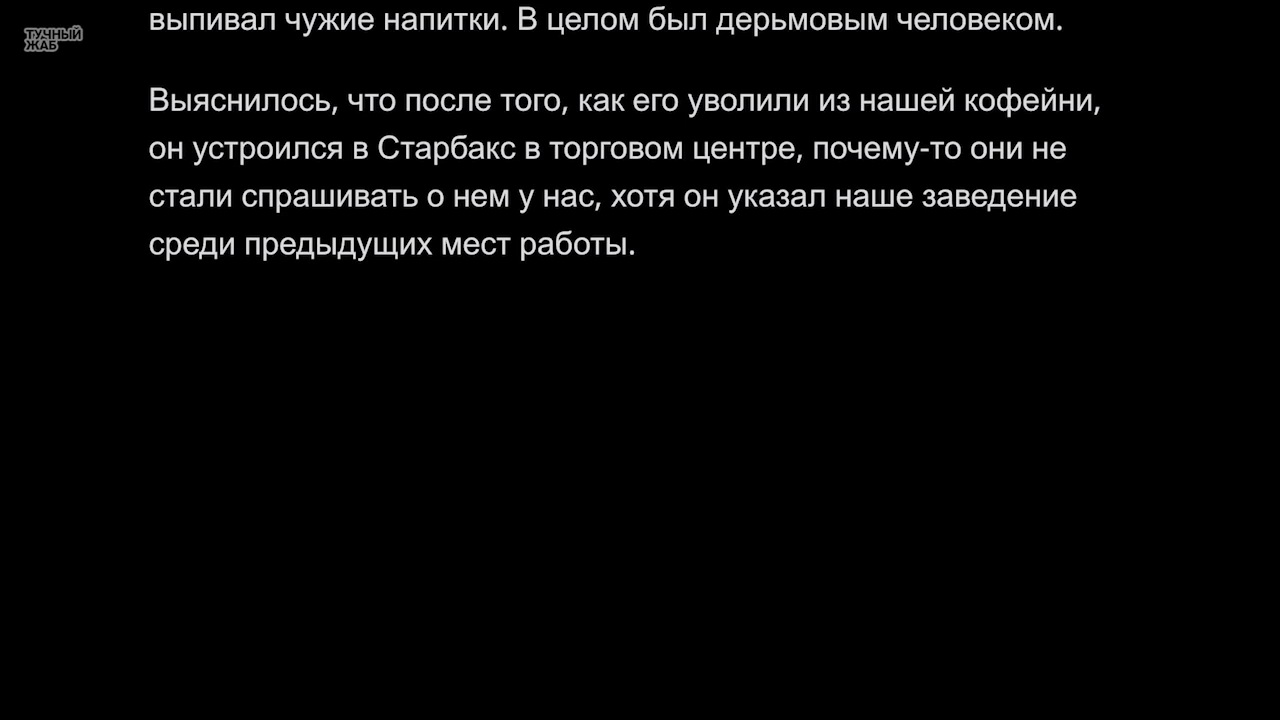 ТУЧНЫЙ
ЖАБ
выпивал чужие напитки. В целом был дерьмовым человеком.
Выяснилось, что после того, как его уволили из нашей кофейни,
он устроился в Старбакс в торговом центре, почему-то они не
стали спрашивать о нем у нас, хотя он указал наше заведение
среди предыдущих мест работы.